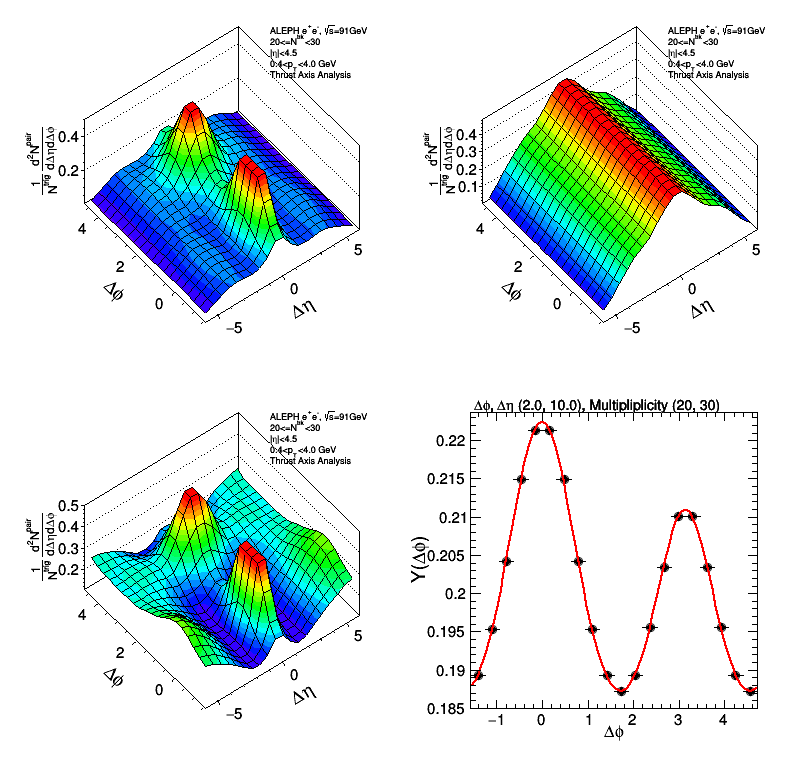 ALEPH e⁺e⁻, √s=91GeV
20<=N^trk<30
|η|<4.5
0.4<p_T<4.0 GeV
Thrust Axis Analysis
1/N^trig d²N^pair/dΔηdΔφ
0.4
0.2
4
2
0
Δφ
−5
0
5
Δη
ALEPH e⁺e⁻, √s=91GeV
20<=N^trk<30
|η|<4.5
0.4<p_T<4.0 GeV
Thrust Axis Analysis
1/N^trig d²N^pair/dΔηdΔφ
0.4
0.3
0.2
0.1
4
2
0
Δφ
−5
0
5
Δη
ALEPH e⁺e⁻, √s=91GeV
20<=N^trk<30
|η|<4.5
0.4<p_T<4.0 GeV
Thrust Axis Analysis
1/N^trig d²N^pair/dΔηdΔφ
0.5
0.4
0.3
0.2
4
2
0
Δφ
−5
0
5
Δη
Δφ, Δη (2.0, 10.0), Multipliplicity (20, 30)
Y(Δφ)
0.22
0.215
0.21
0.205
0.2
0.195
0.19
0.185
−1 0 1 2 3 4
Δφ